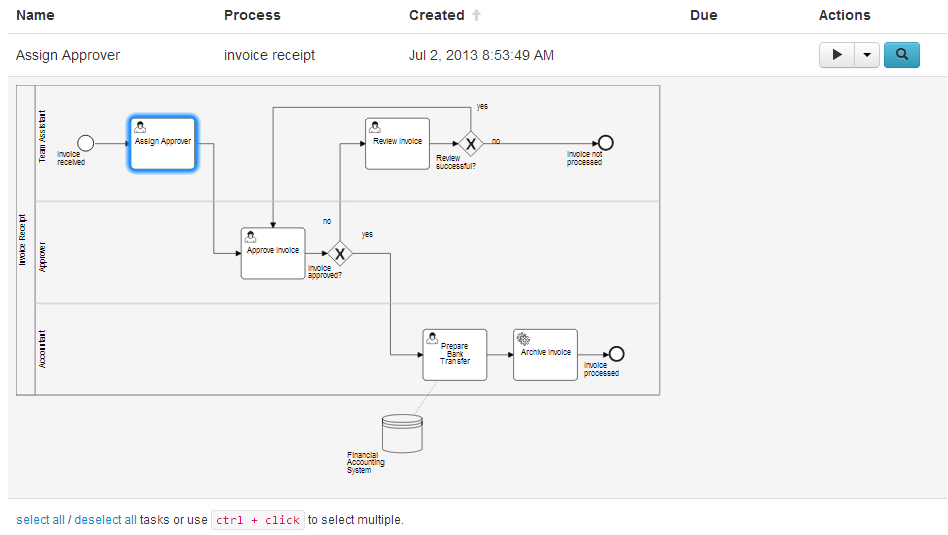 Name Process Created Due Actions
Assign Approver invoice receipt Jul 2, 2013 8:53:49 AM
Invoice Receipt
Team Assistant
Invoice
received
Assign Approver
Review Invoice
yes
X
no
Review
successful?
Invoice not
processed
Approver
Approve Invoice
no
yes
X
Invoice
approved?
Accountant
Prepare
Bank
Transfer
Archive Invoice
Invoice
processed
Financial
Accounting
System
select all / deselect all tasks or use ctrl + click to select multiple.